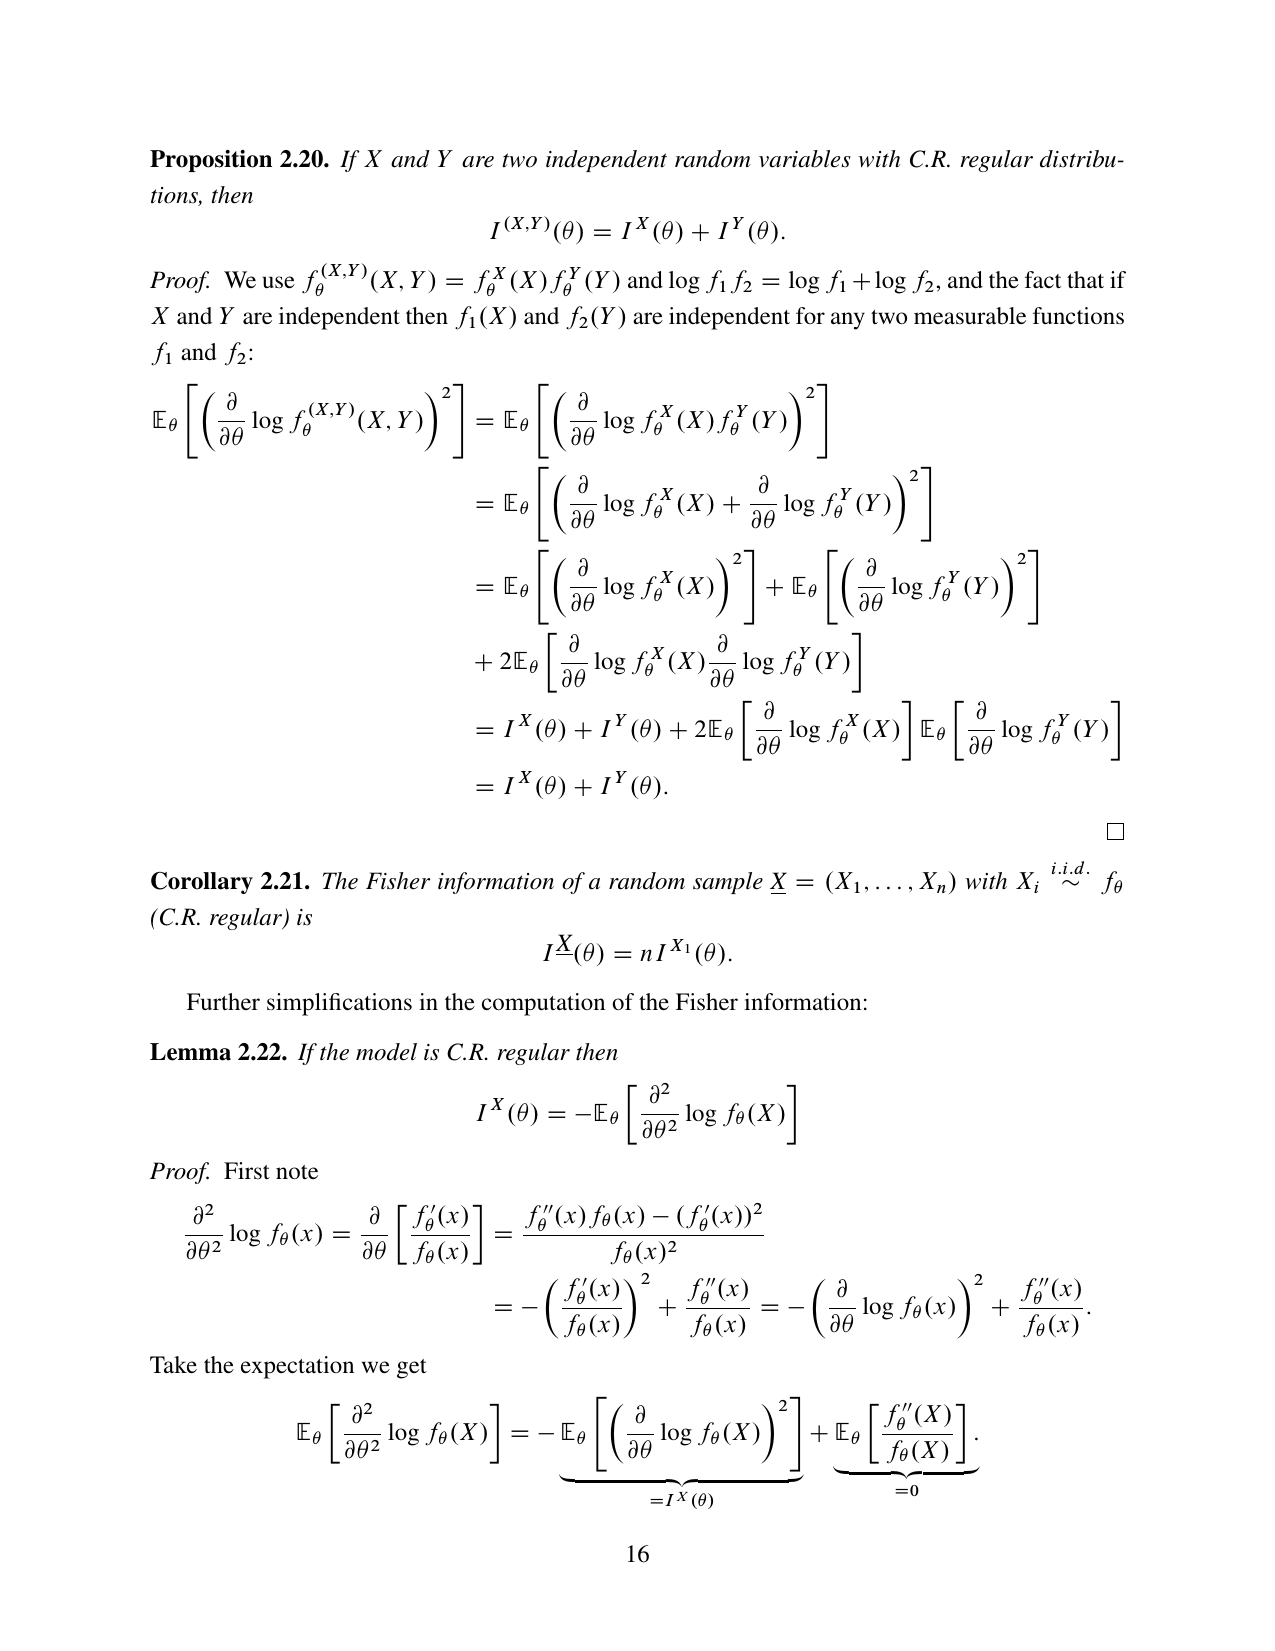 Proposition 2.20. If X and Y are two independent random variables with C.R. regular distribu-
tions, then
$I^{(X,Y)}(\theta) = I^X(\theta) + I^Y(\theta).$
Proof. We use $f_\theta^{(X,Y)}(X, Y) = f_\theta^X(X) f_\theta^Y(Y)$ and $\log f_1 f_2 = \log f_1 + \log f_2$, and the fact that if
X and Y are independent then $f_1(X)$ and $f_2(Y)$ are independent for any two measurable functions
$f_1$ and $f_2$:
$\mathbb{E}_\theta\left[\left(\frac{\partial}{\partial\theta} \log f_\theta^{(X,Y)}(X, Y)\right)^2\right] = \mathbb{E}_\theta\left[\left(\frac{\partial}{\partial\theta} \log f_\theta^X(X) f_\theta^Y(Y)\right)^2\right]$
$= \mathbb{E}_\theta\left[\left(\frac{\partial}{\partial\theta} \log f_\theta^X(X) + \frac{\partial}{\partial\theta} \log f_\theta^Y(Y)\right)^2\right]$
$= \mathbb{E}_\theta\left[\left(\frac{\partial}{\partial\theta} \log f_\theta^X(X)\right)^2\right] + \mathbb{E}_\theta\left[\left(\frac{\partial}{\partial\theta} \log f_\theta^Y(Y)\right)^2\right]$
$+ 2\mathbb{E}_\theta\left[\frac{\partial}{\partial\theta} \log f_\theta^X(X) \frac{\partial}{\partial\theta} \log f_\theta^Y(Y)\right]$
$= I^X(\theta) + I^Y(\theta) + 2\mathbb{E}_\theta\left[\frac{\partial}{\partial\theta} \log f_\theta^X(X)\right] \mathbb{E}_\theta\left[\frac{\partial}{\partial\theta} \log f_\theta^Y(Y)\right]$
$= I^X(\theta) + I^Y(\theta).$
□
Corollary 2.21. The Fisher information of a random sample $\underline{X} = (X_1, \ldots, X_n)$ with $X_i \overset{i.i.d.}{\sim} f_\theta$
(C.R. regular) is
$I^{\underline{X}}(\theta) = n I^{X_1}(\theta).$
Further simplifications in the computation of the Fisher information:
Lemma 2.22. If the model is C.R. regular then
$I^X(\theta) = -\mathbb{E}_\theta\left[\frac{\partial^2}{\partial\theta^2} \log f_\theta(X)\right]$
Proof. First note
$\frac{\partial^2}{\partial\theta^2} \log f_\theta(x) = \frac{\partial}{\partial\theta}\left[\frac{f_\theta'(x)}{f_\theta(x)}\right] = \frac{f_\theta''(x) f_\theta(x) - (f_\theta'(x))^2}{f_\theta(x)^2}$
$= -\left(\frac{f_\theta'(x)}{f_\theta(x)}\right)^2 + \frac{f_\theta''(x)}{f_\theta(x)} = -\left(\frac{\partial}{\partial\theta} \log f_\theta(x)\right)^2 + \frac{f_\theta''(x)}{f_\theta(x)}.$
Take the expectation we get
$\mathbb{E}_\theta\left[\frac{\partial^2}{\partial\theta^2} \log f_\theta(X)\right] = -\underbrace{\mathbb{E}_\theta\left[\left(\frac{\partial}{\partial\theta} \log f_\theta(X)\right)^2\right]}_{=I^X(\theta)} + \underbrace{\mathbb{E}_\theta\left[\frac{f_\theta''(X)}{f_\theta(X)}\right].}_{=0}$
16